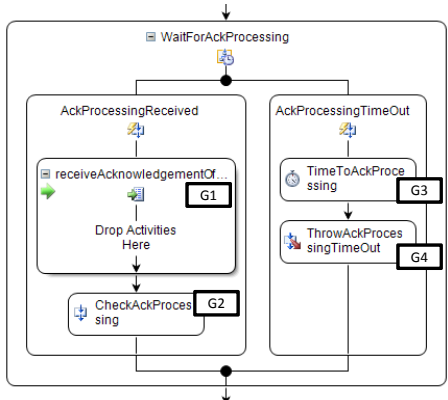 WaitForAckProcessing
AckProcessingReceived
receiveAcknowledgementOf...
G1
Drop Activities
Here
CheckAckProces
sing
G2
AckProcessingTimeOut
TimeToAckProce
ssing
G3
ThrowAckProces
singTimeOut
G4